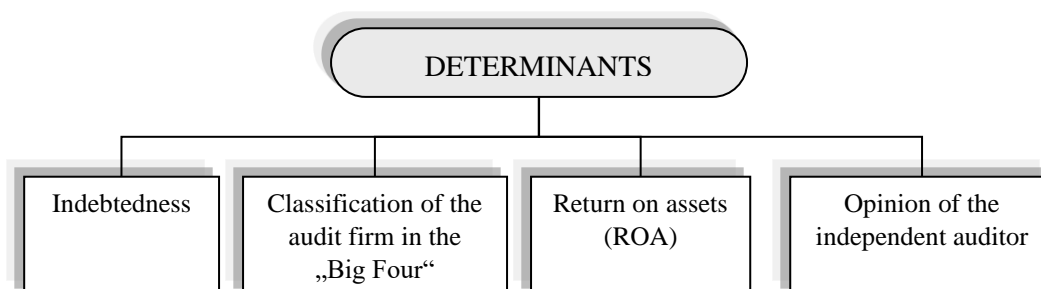 DETERMINANTS
Indebtedness
Classification of the
audit firm in the
„Big Four“
Return on assets
(ROA)
Opinion of the
independent auditor